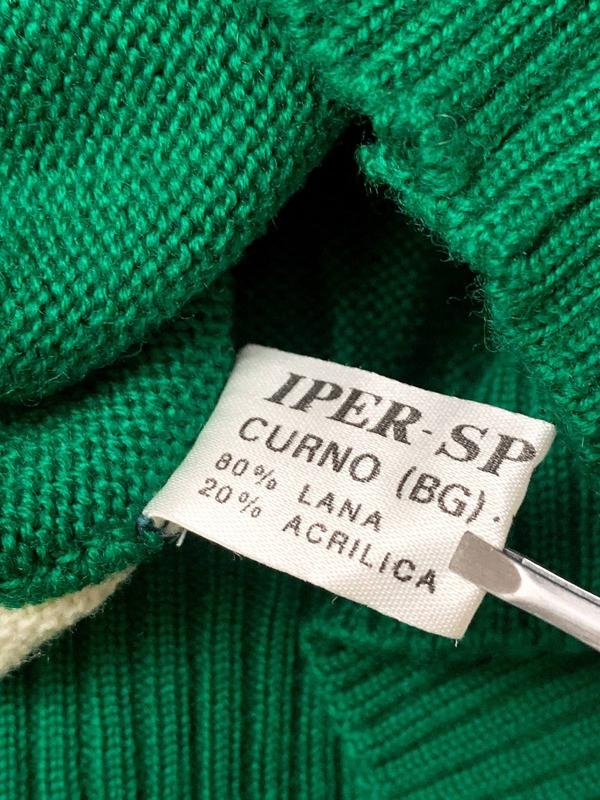 IPER-SP
CURNO (BG).
80% LANA
20% ACRILICA